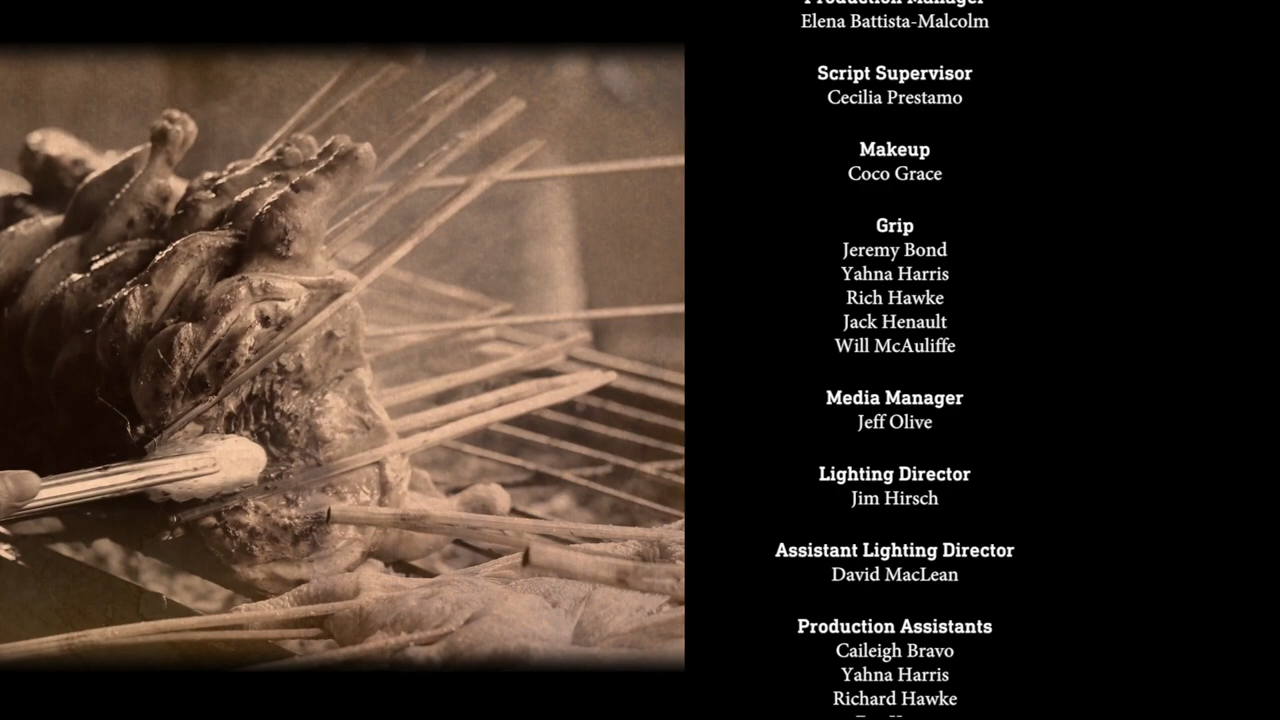 Production Manager
Elena Battista-Malcolm
Script Supervisor
Cecilia Prestamo
Makeup
Coco Grace
Grip
Jeremy Bond
Yahna Harris
Rich Hawke
Jack Henault
Will McAuliffe
Media Manager
Jeff Olive
Lighting Director
Jim Hirsch
Assistant Lighting Director
David MacLean
Production Assistants
Caileigh Bravo
Yahna Harris
Richard Hawke